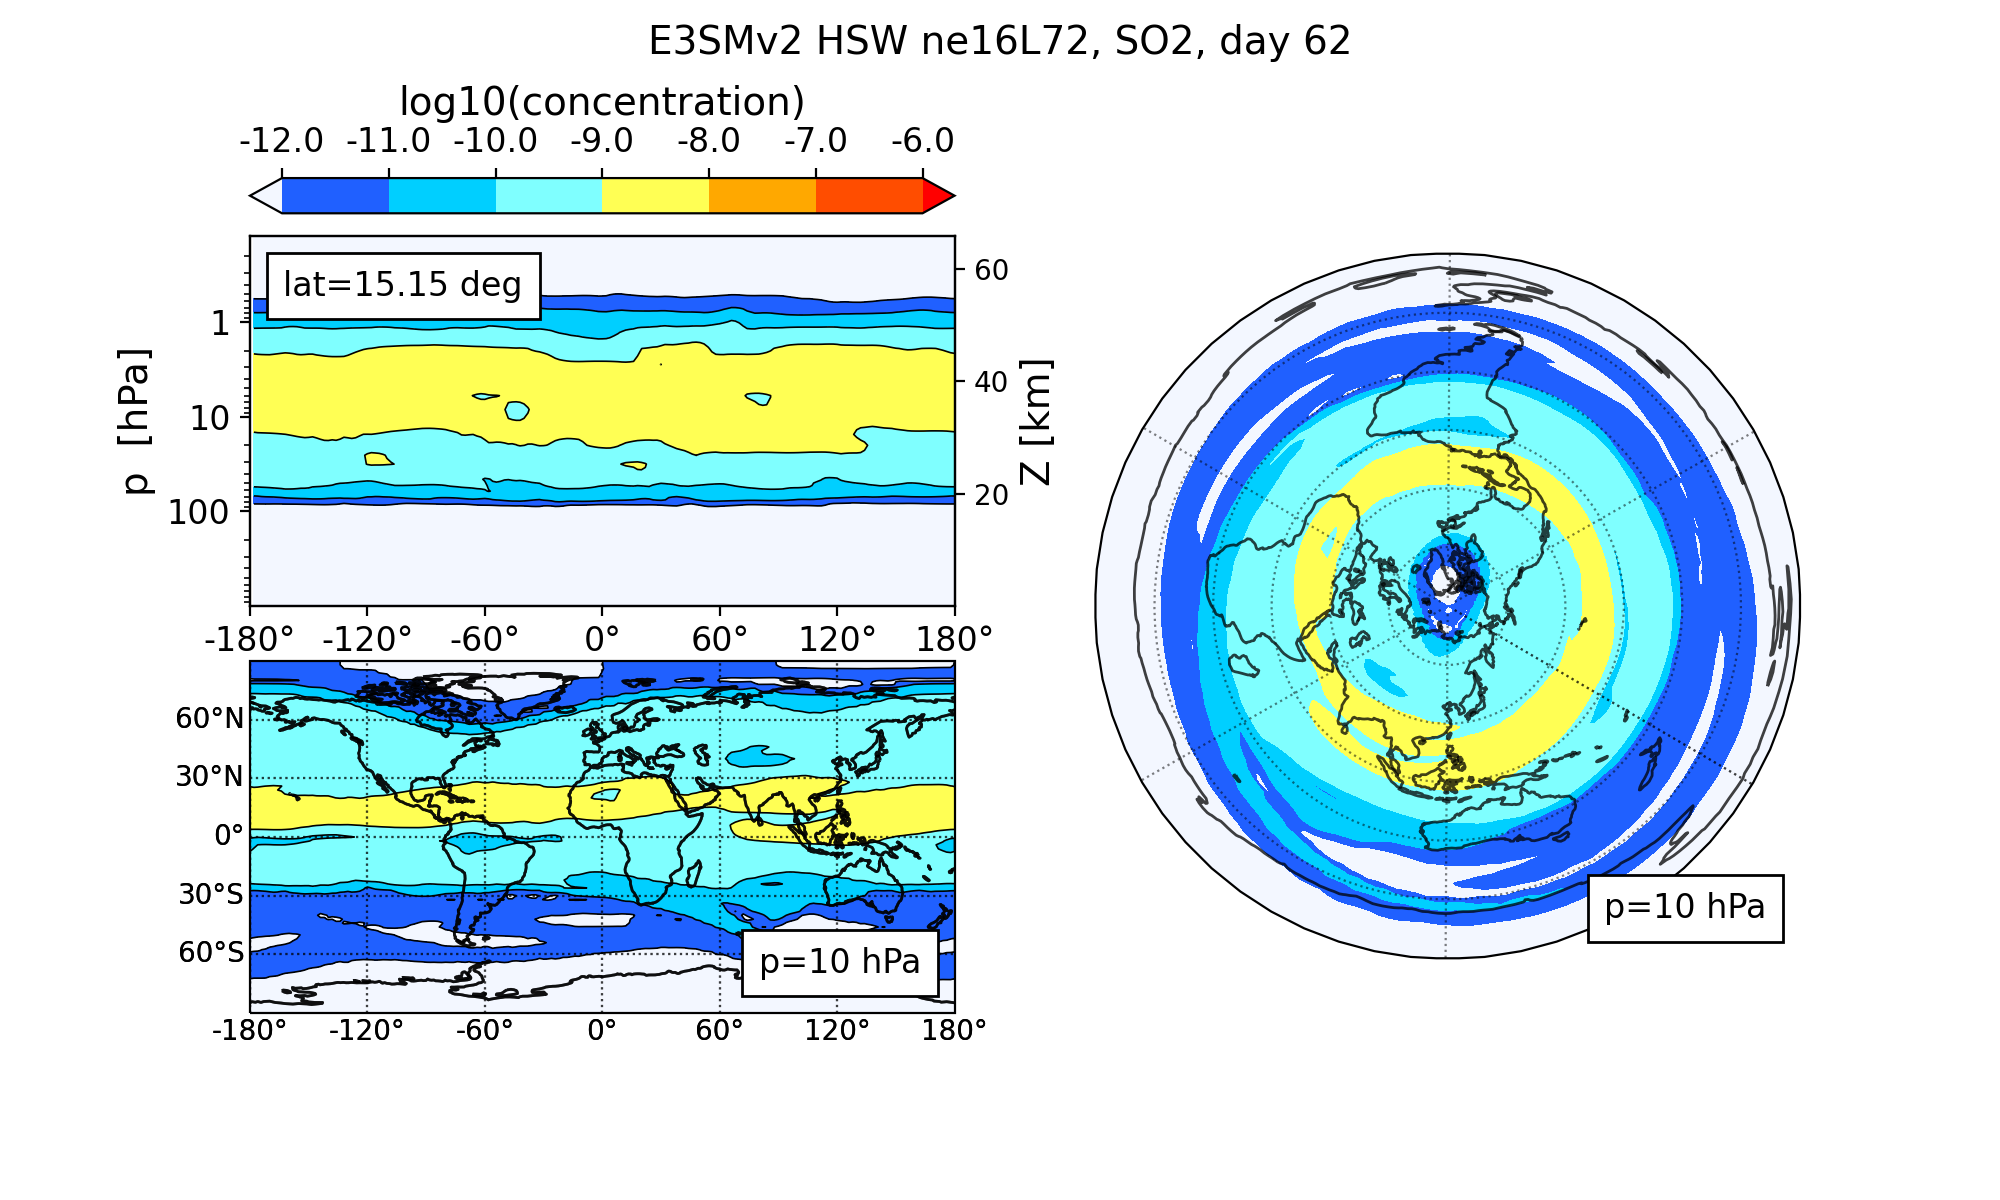 E3SMv2 HSW ne16L72, SO2, day 62
log10(concentration)
-12.0 -11.0 -10.0 -9.0 -8.0 -7.0 -6.0
lat=15.15 deg
p [hPa]
1
10
100
60
40
20
Z [km]
-180° -120° -60° 0° 60° 120° 180°
60°N
30°N
0°
30°S
60°S
p=10 hPa
-180° -120° -60° 0° 60° 120° 180°
p=10 hPa